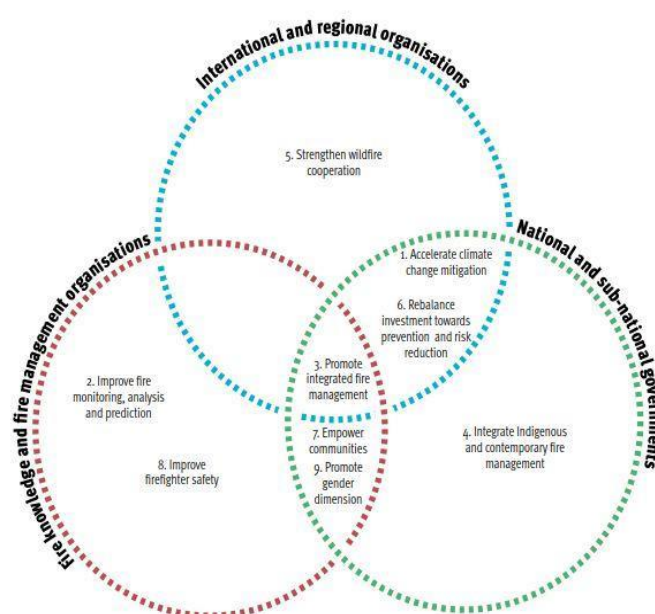 International and regional organisations
5. Strengthen wildfire
cooperation
National and sub-national governments
1. Accelerate climate
change mitigation
6. Rebalance
investment towards
prevention and risk
reduction
Fire knowledge and fire management organisations
3. Promote
integrated fire
management
2. Improve fire
monitoring, analysis
and prediction
7. Empower
communities
4. Integrate Indigenous
and contemporary fire
management
8. Improve
firefighter safety
9. Promote
gender
dimension